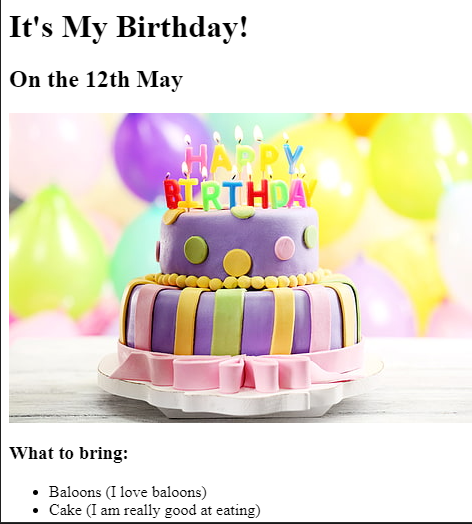 It's My Birthday!
On the 12th May
HAPPY
BIRTHDAY
What to bring:
Baloons (I love baloons)
Cake (I am really good at eating)